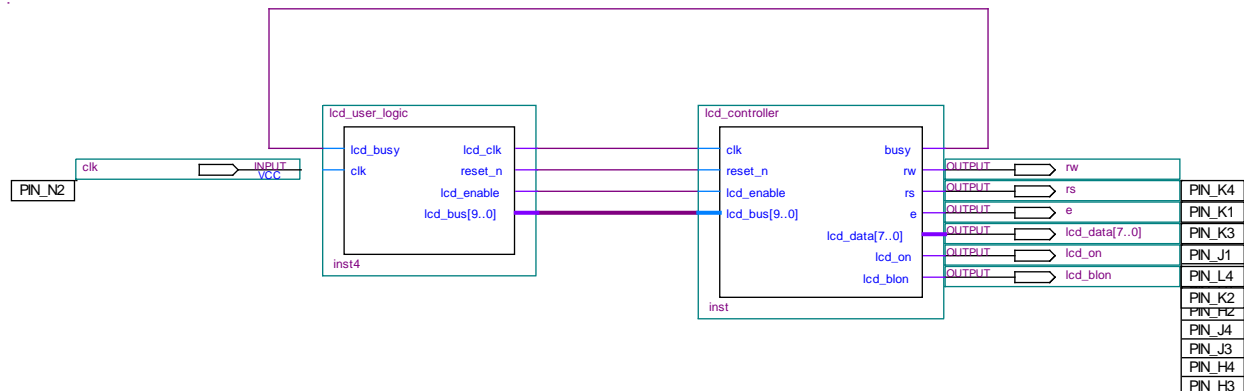 lcd_user_logic
lcd_controller
lcd_busy
lcd_clk
clk
reset_n
lcd_enable
lcd_bus[9..0]
inst4
clk
INPUT
VCC
PIN_N2
clk
busy
reset_n
rw
lcd_enable
rs
lcd_bus[9..0]
e
lcd_data[7..0]
lcd_on
lcd_blon
inst
OUTPUT
rw
OUTPUT
rs
OUTPUT
e
OUTPUT
lcd_data[7..0]
OUTPUT
lcd_on
OUTPUT
lcd_blon
PIN_K4
PIN_K1
PIN_K3
PIN_J1
PIN_L4
PIN_K2
PIN_H2
PIN_J4
PIN_J3
PIN_H4
PIN_H3